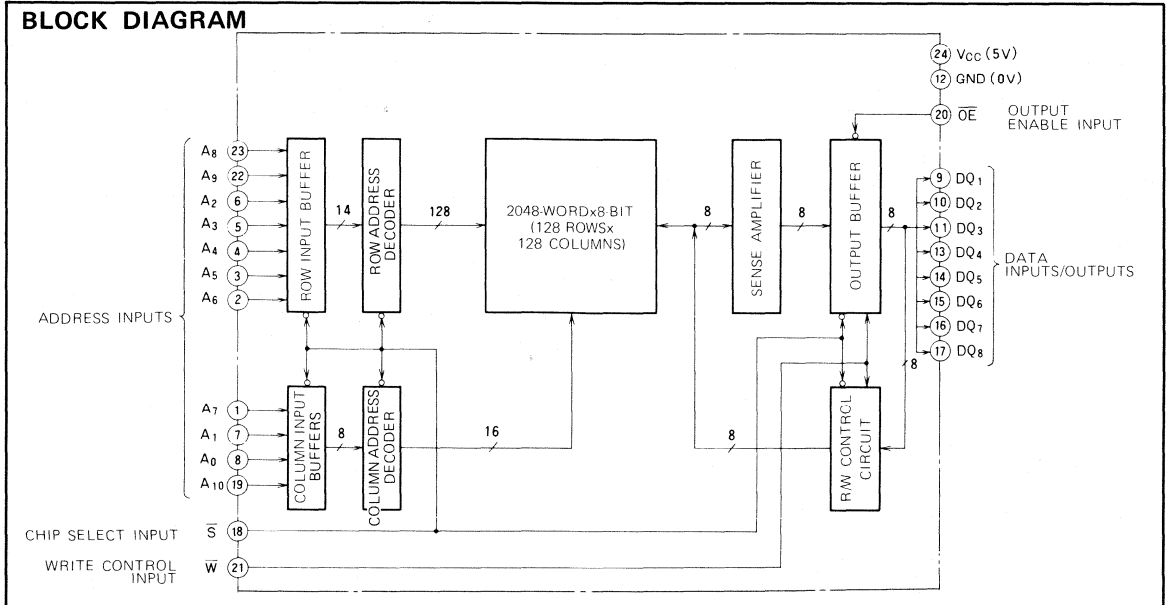 BLOCK DIAGRAM
24 VCC (5V)
12 GND (0V)
20 OE OUTPUT
ENABLE INPUT
ADDRESS INPUTS
A8 23
A9 22
A2 6
A3 5
A4 4
A5 3
A6 2
ROW INPUT BUFFER
14
ROW ADDRESS
DECODER
128
2048-WORDx8-BIT
(128 ROWSx
128 COLUMNS)
8
SENSE AMPLIFIER
8
OUTPUT BUFFER
8
9 DQ1
10 DQ2
11 DQ3
13 DQ4
14 DQ5
15 DQ6
16 DQ7
17 DQ8
DATA
INPUTS/OUTPUTS
8
A7 1
A1 7
A0 8
A10 19
COLUMN INPUT
BUFFERS
8
COLUMN ADDRESS
DECODER
16
8
R/W CONTROL
CIRCUIT
CHIP SELECT INPUT S 18
WRITE CONTROL
INPUT
W 21